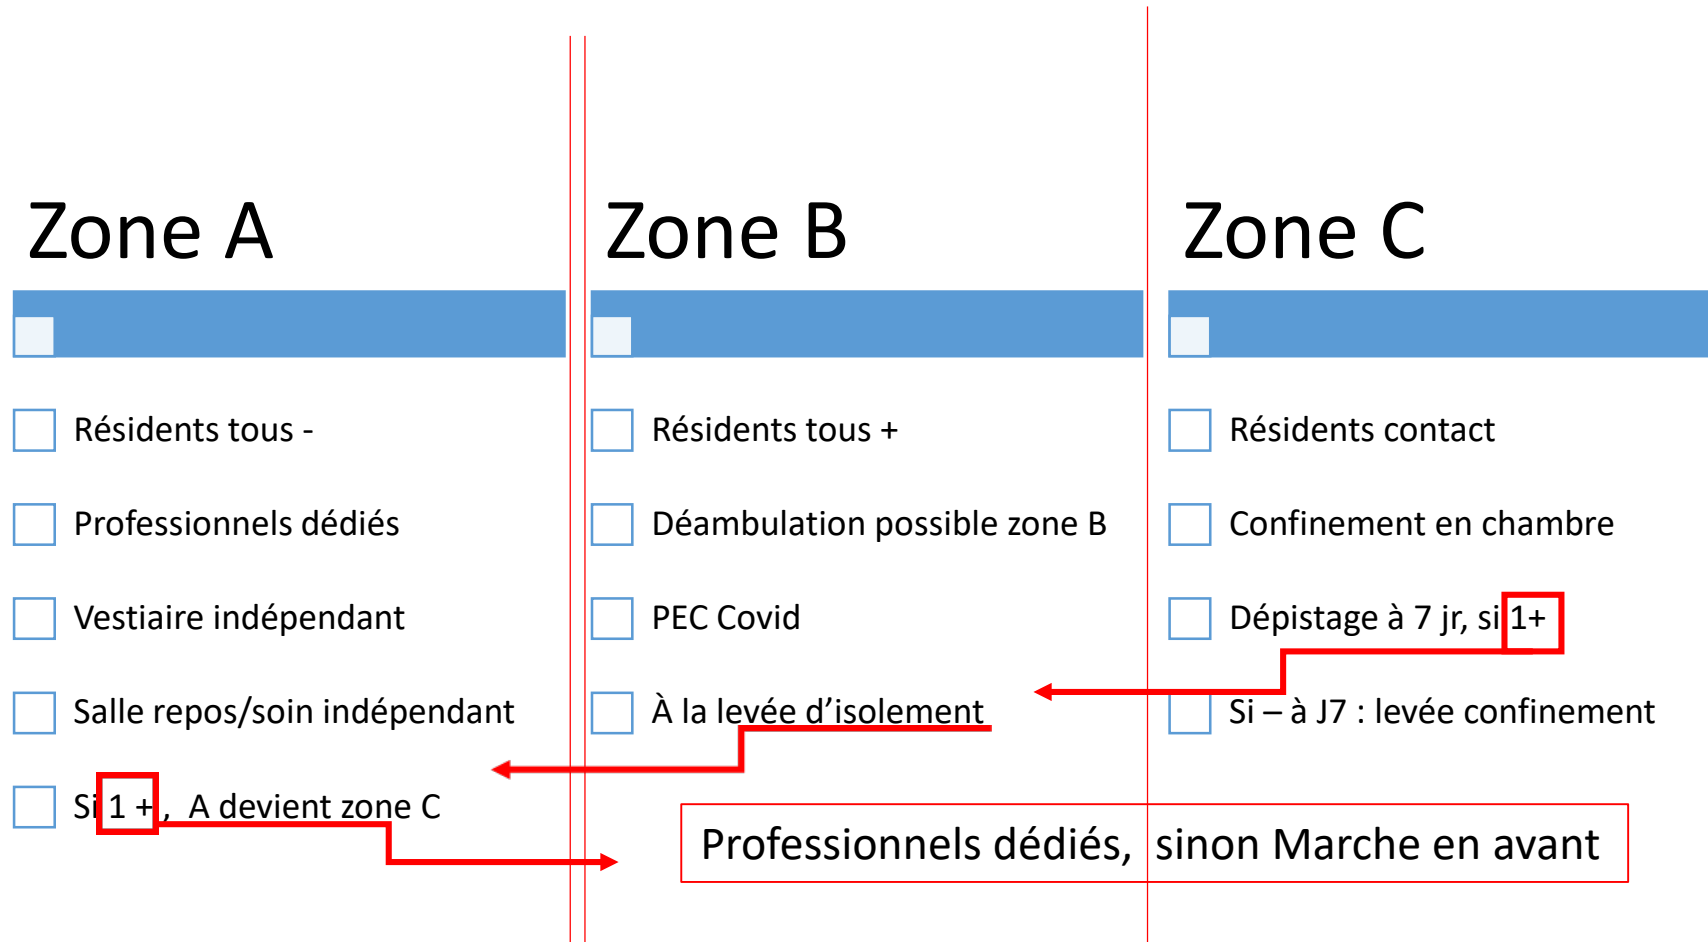 Zone A
Résidents tous -
Professionnels dédiés
Vestiaire indépendant
Salle repos/soin indépendant
Si 1 + , A devient zone C
Zone B
Résidents tous +
Déambulation possible zone B
PEC Covid
À la levée d’isolement
Zone C
Résidents contact
Confinement en chambre
Dépistage à 7 jr, si 1+
Si – à J7 : levée confinement
Professionnels dédiés, sinon Marche en avant